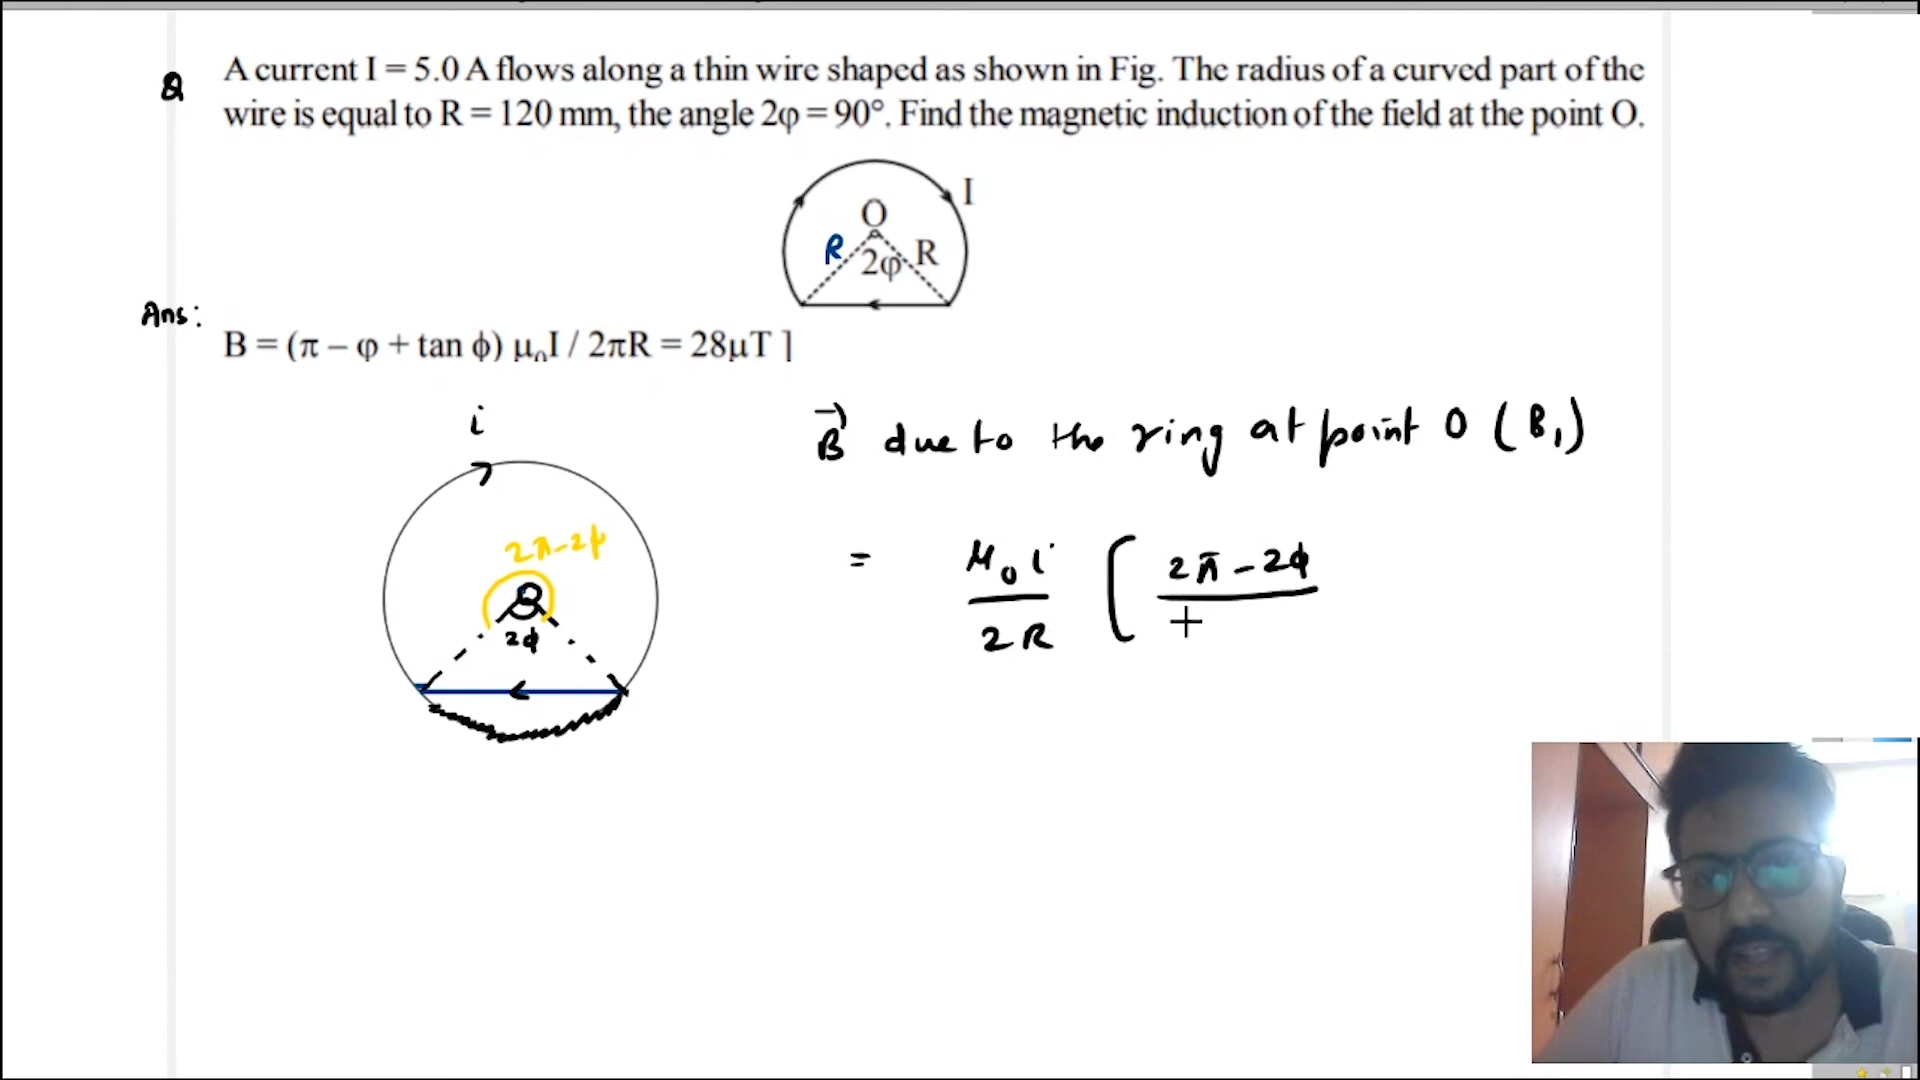 Q
A current I = 5.0 A flows along a thin wire shaped as shown in Fig. The radius of a curved part of the
wire is equal to R = 120 mm, the angle 2φ = 90°. Find the magnetic induction of the field at the point O.
I
O
R
R
2φ
Ans:
B = (π – φ + tan ϕ) μ₀I / 2πR = 28μT ]
i
B⃗ due to the ring at point O (B₁)
2π-2ϕ
2ϕ
= μ₀i / 2R [ 2π-2ϕ /